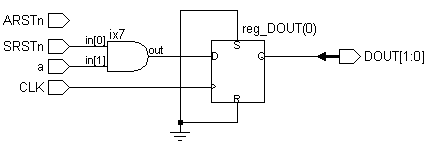 ARSTn
reg_DOUT(0)
SRSTn in[0] ix7
out
S
a in[1]
D Q
DOUT[1:0]
CLK
R